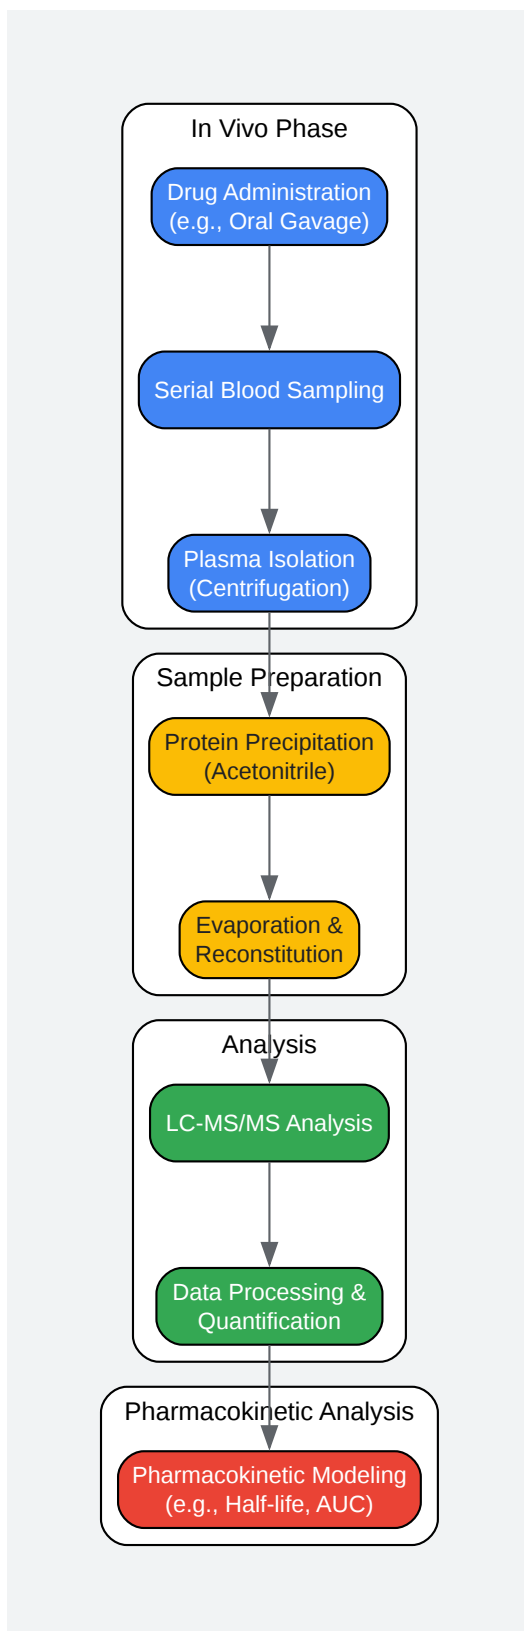 In Vivo Phase
Drug Administration
(e.g., Oral Gavage)
Serial Blood Sampling
Plasma Isolation
(Centrifugation)
Sample Preparation
Protein Precipitation
(Acetonitrile)
Evaporation &
Reconstitution
Analysis
LC-MS/MS Analysis
Data Processing &
Quantification
Pharmacokinetic Analysis
Pharmacokinetic Modeling
(e.g., Half-life, AUC)